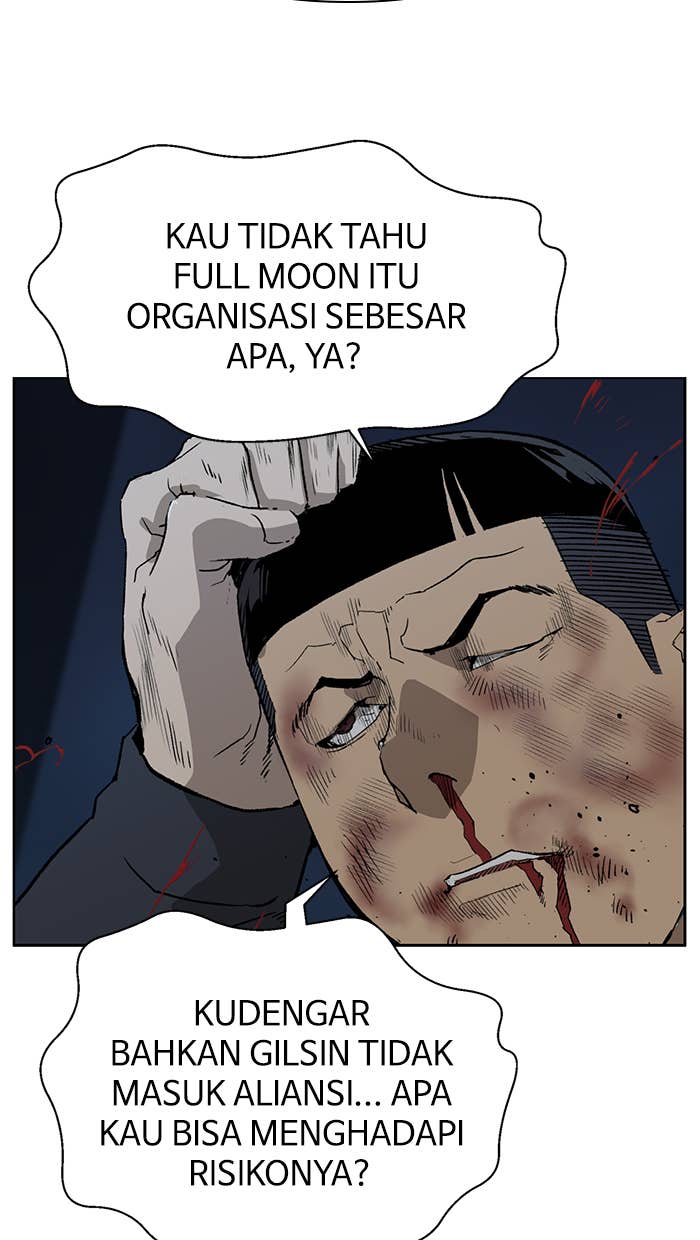 KAU TIDAK TAHU
FULL MOON ITU
ORGANISASI SEBESAR
APA, YA?
KUDENGAR
BAHKAN GILSIN TIDAK
MASUK ALIANSI... APA
KAU BISA MENGHADAPI
RISIKONYA?